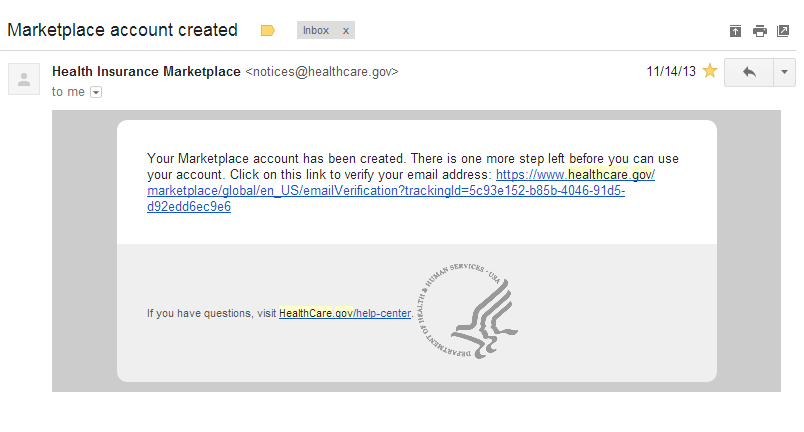 Marketplace account created
Inbox x
Health Insurance Marketplace <notices@healthcare.gov>
11/14/13
to me
Your Marketplace account has been created. There is one more step left before you can use
your account. Click on this link to verify your email address: https://www.healthcare.gov/
marketplace/global/en_US/emailVerification?trackingId=5c93e152-b85b-4046-91d5-
d92edd6ec9e6
If you have questions, visit HealthCare.gov/help-center.
DEPARTMENT OF HEALTH & HUMAN SERVICES · USA